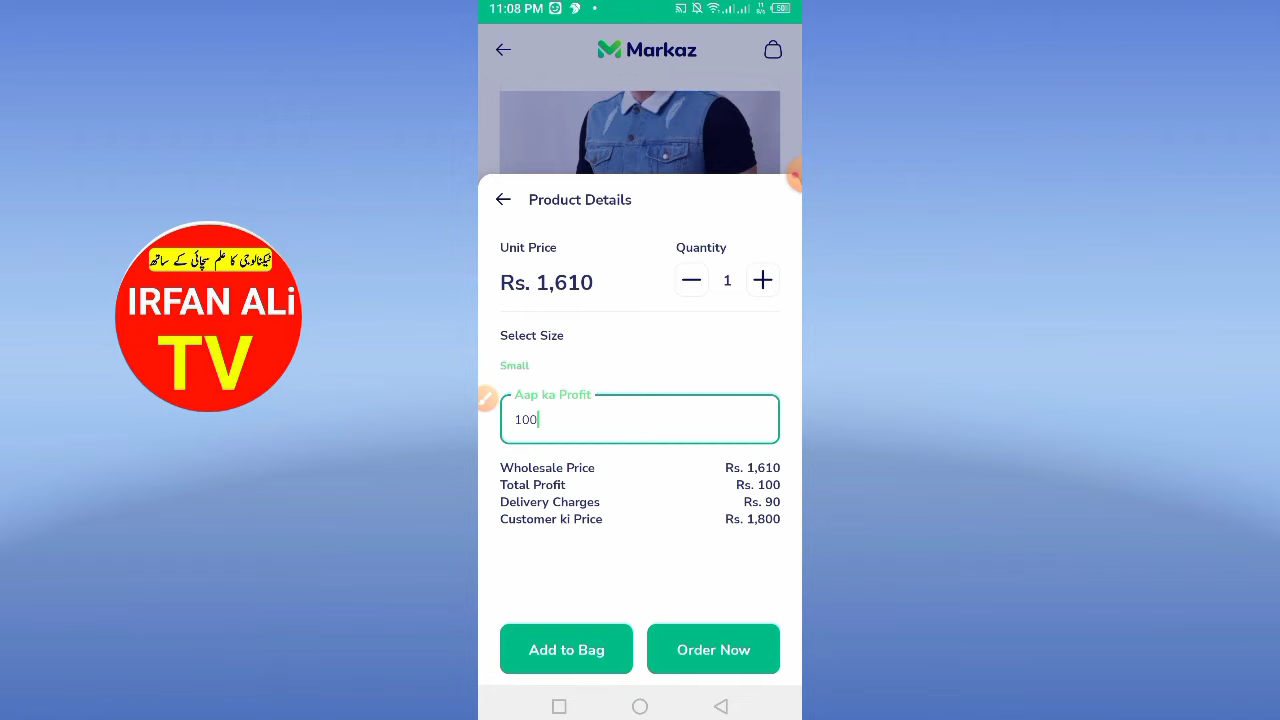 11:08 PM
11
B/s
50
Markaz
Product Details
Unit Price
Quantity
Rs. 1,610
1
Select Size
Small
Aap ka Profit
100
Wholesale Price Rs. 1,610
Total Profit Rs. 100
Delivery Charges Rs. 90
Customer ki Price Rs. 1,800
Add to Bag
Order Now
ٹیکنالوجی کا علم سچائی کے ساتھ
IRFAN ALi
TV